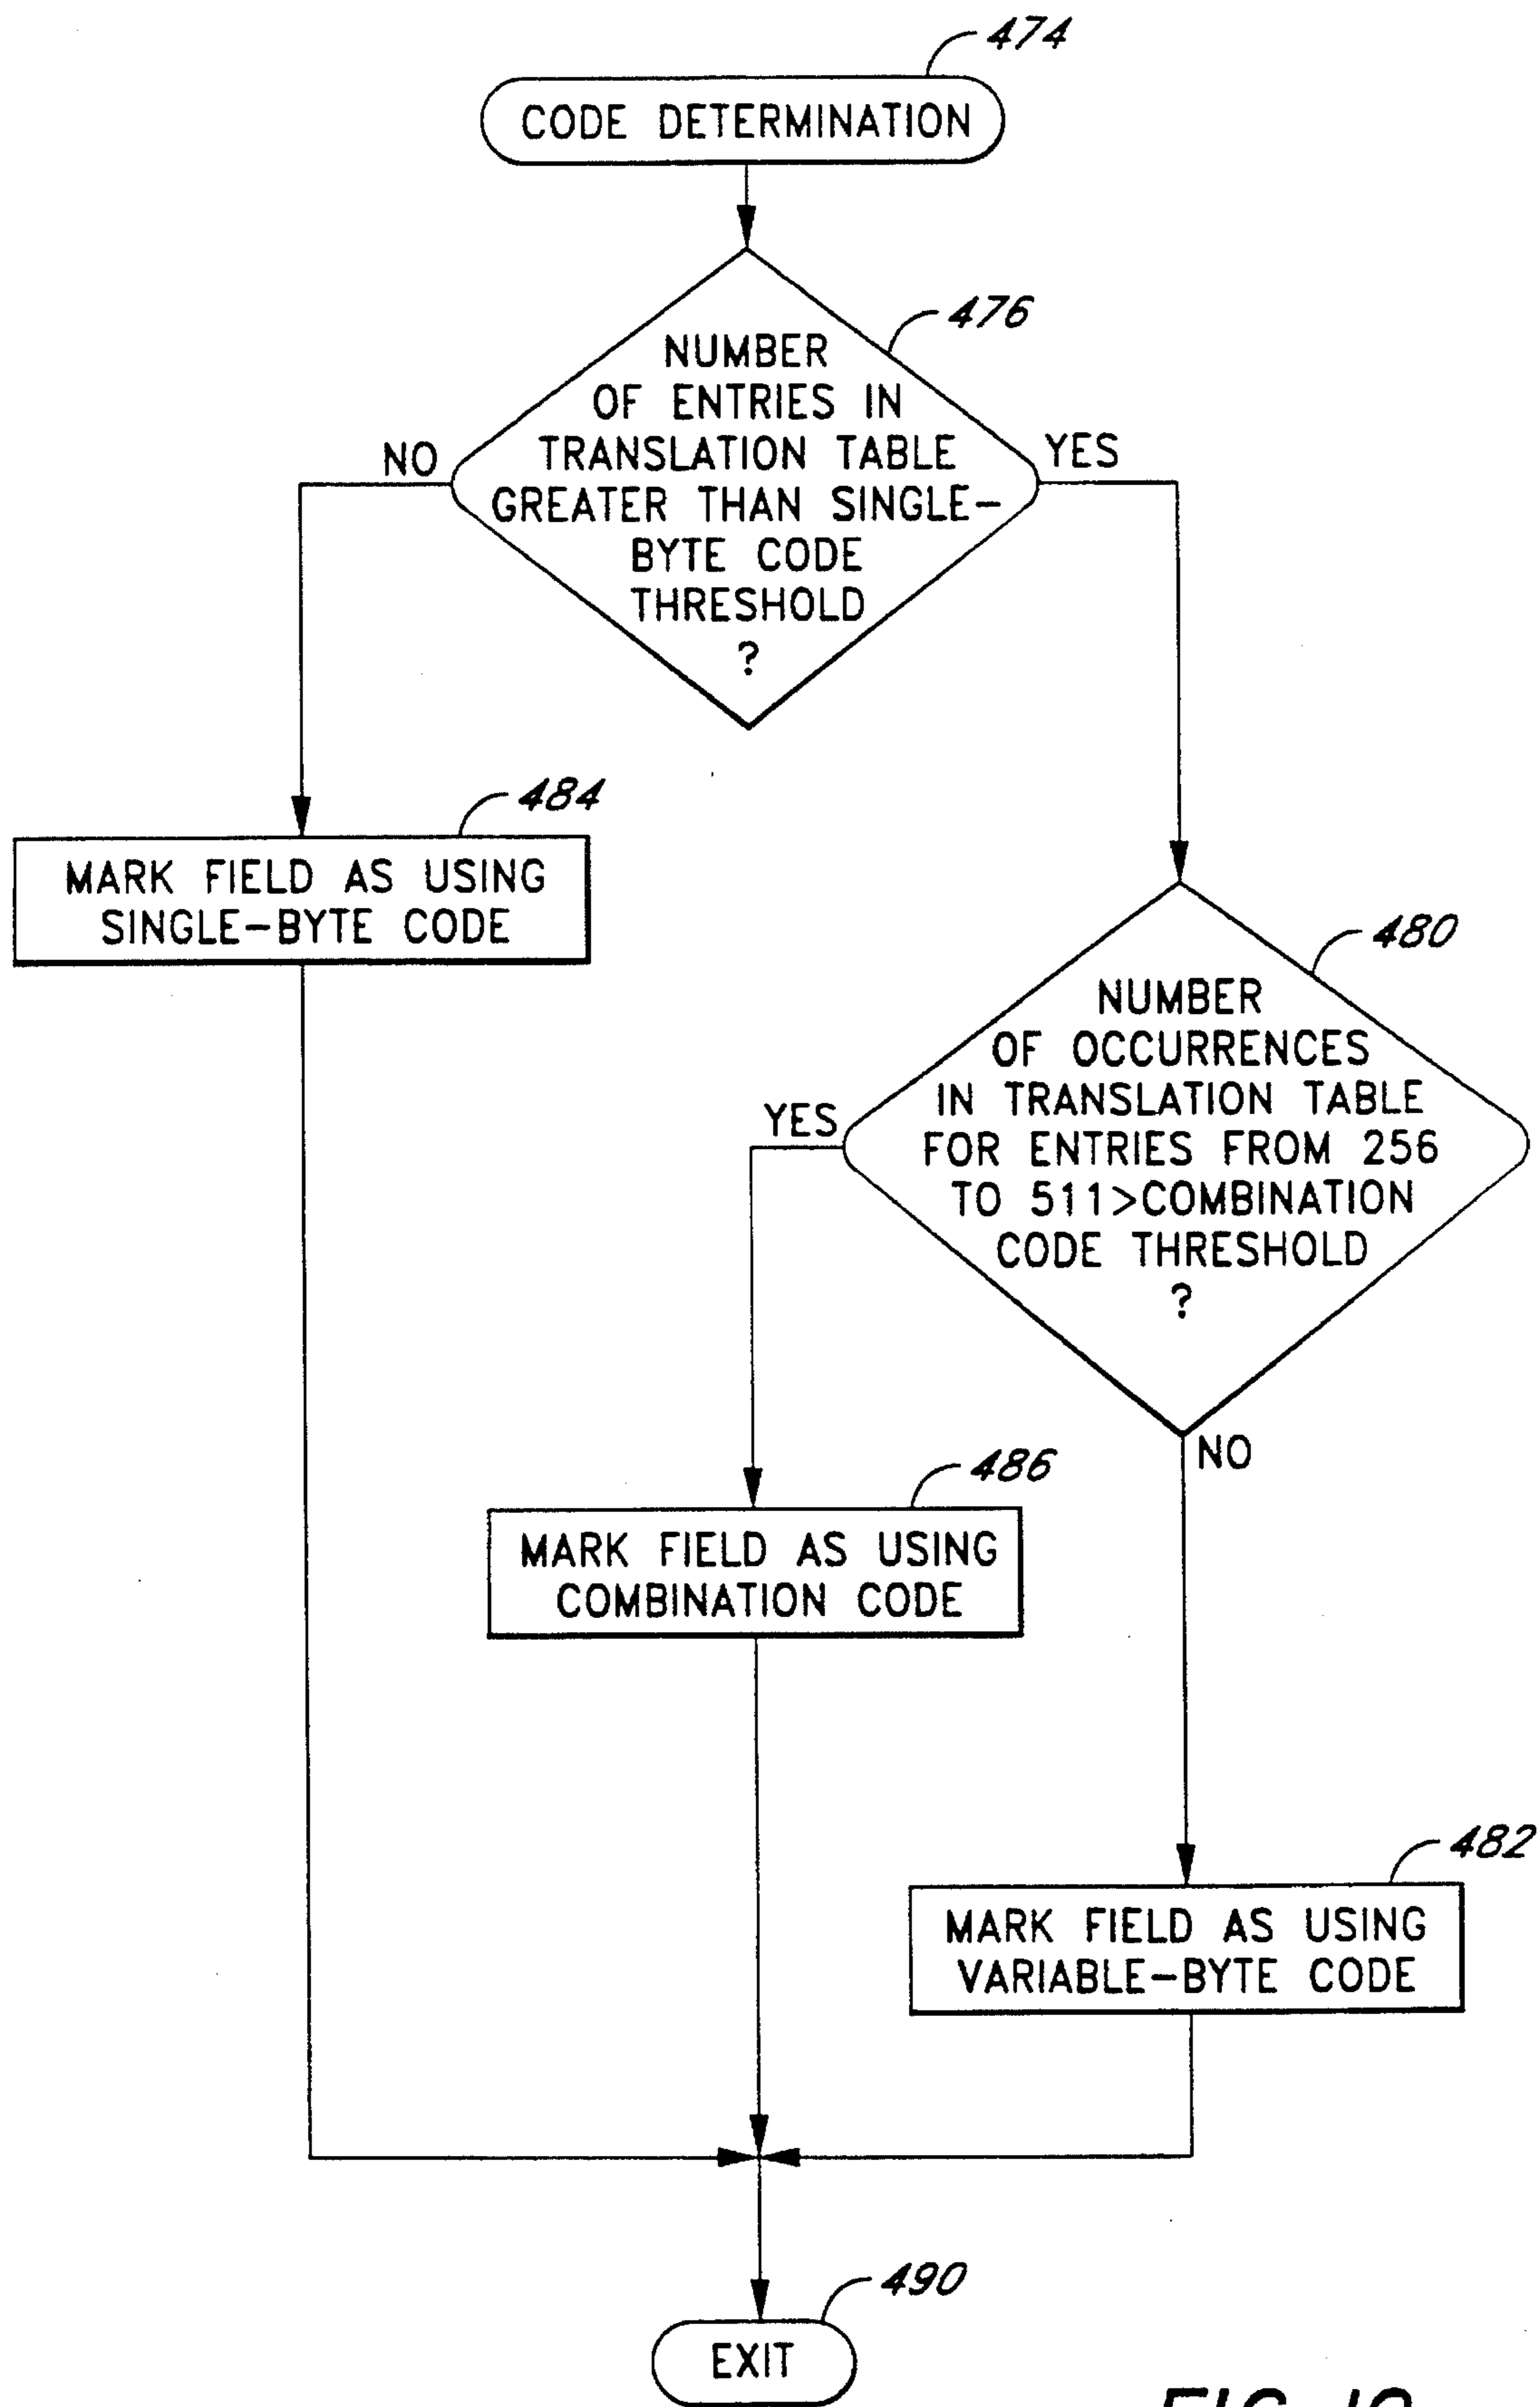 474
CODE DETERMINATION
476
NUMBER
OF ENTRIES IN
TRANSLATION TABLE
GREATER THAN SINGLE-
BYTE CODE
THRESHOLD
?
NO
YES
484
MARK FIELD AS USING
SINGLE-BYTE CODE
480
NUMBER
OF OCCURRENCES
IN TRANSLATION TABLE
FOR ENTRIES FROM 256
TO 511>COMBINATION
CODE THRESHOLD
?
YES
NO
486
MARK FIELD AS USING
COMBINATION CODE
482
MARK FIELD AS USING
VARIABLE-BYTE CODE
490
EXIT